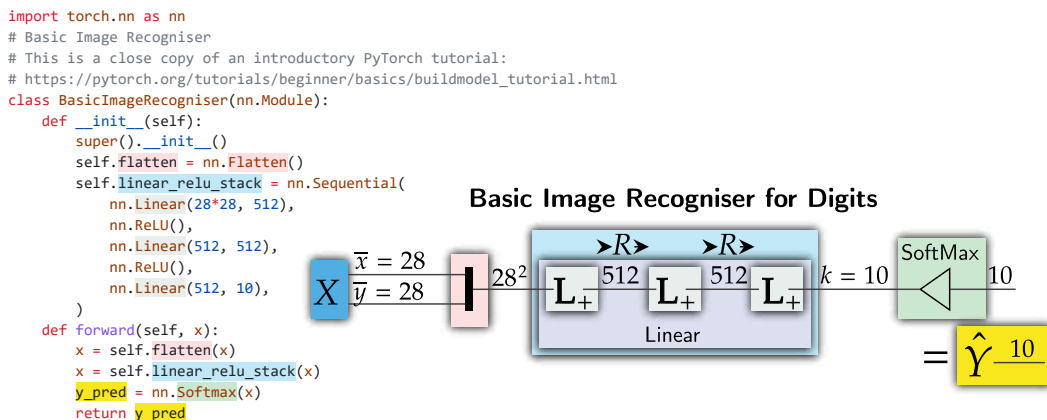 import torch.nn as nn
# Basic Image Recogniser
# This is a close copy of an introductory PyTorch tutorial:
# https://pytorch.org/tutorials/beginner/basics/buildmodel_tutorial.html
class BasicImageRecogniser(nn.Module):
    def __init__(self):
        super().__init__()
        self.flatten = nn.Flatten()
        self.linear_relu_stack = nn.Sequential(
            nn.Linear(28*28, 512),
            nn.ReLU(),
            nn.Linear(512, 512),
            nn.ReLU(),
            nn.Linear(512, 10),
        )
    def forward(self, x):
        x = self.flatten(x)
        x = self.linear_relu_stack(x)
        y_pred = nn.Softmax(x)
        return y_pred
Basic Image Recogniser for Digits
X
x̅ = 28
y̅ = 28
28²
R
R
L₊ 512 L₊ 512 L₊
Linear
k = 10
SoftMax
10
= Ŷ 10